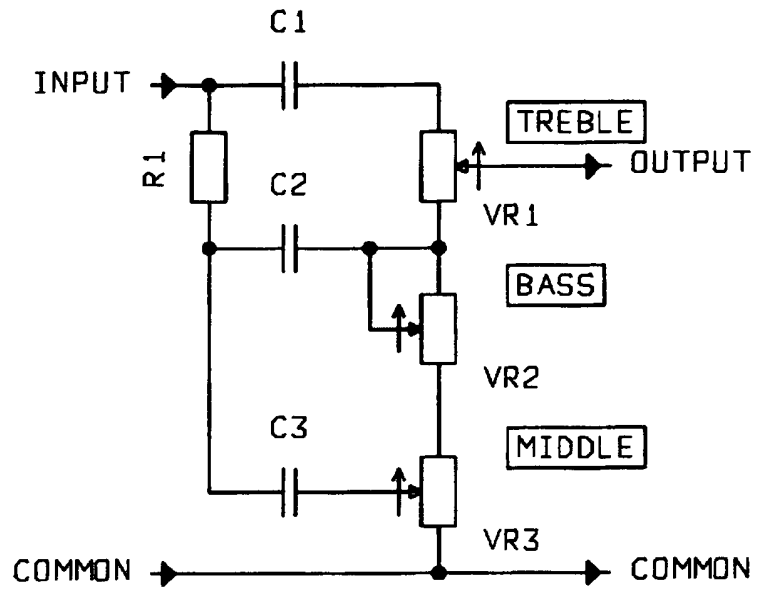 C1
INPUT
TREBLE
R1
OUTPUT
C2
VR1
BASS
VR2
C3
MIDDLE
VR3
COMMON
COMMON